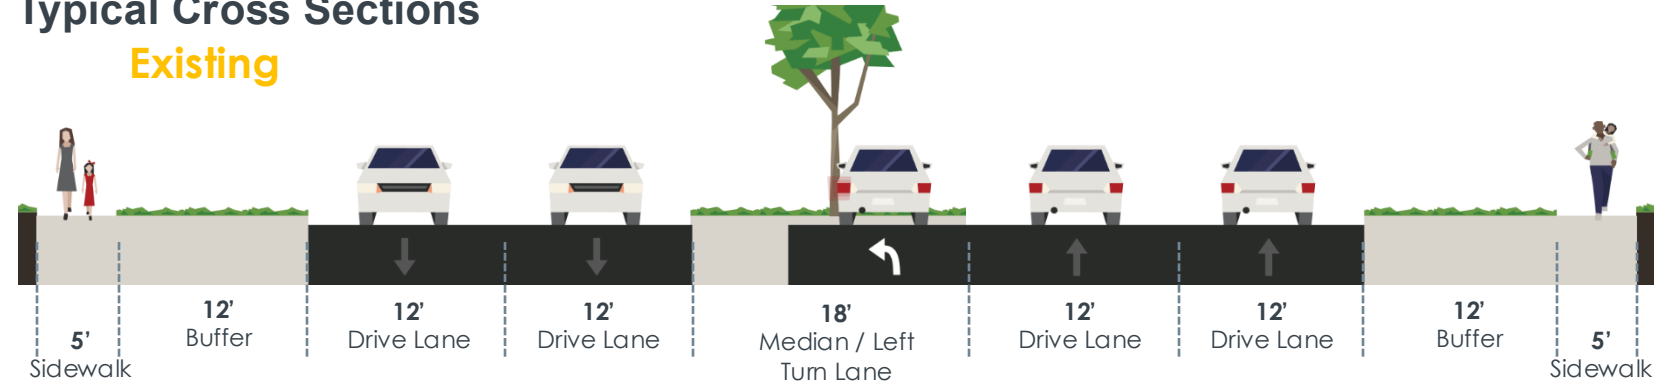 Typical Cross Sections
Existing
5’
Sidewalk
12’
Buffer
12’
Drive Lane
12’
Drive Lane
18’
Median / Left
Turn Lane
12’
Drive Lane
12’
Drive Lane
12’
Buffer
5’
Sidewalk